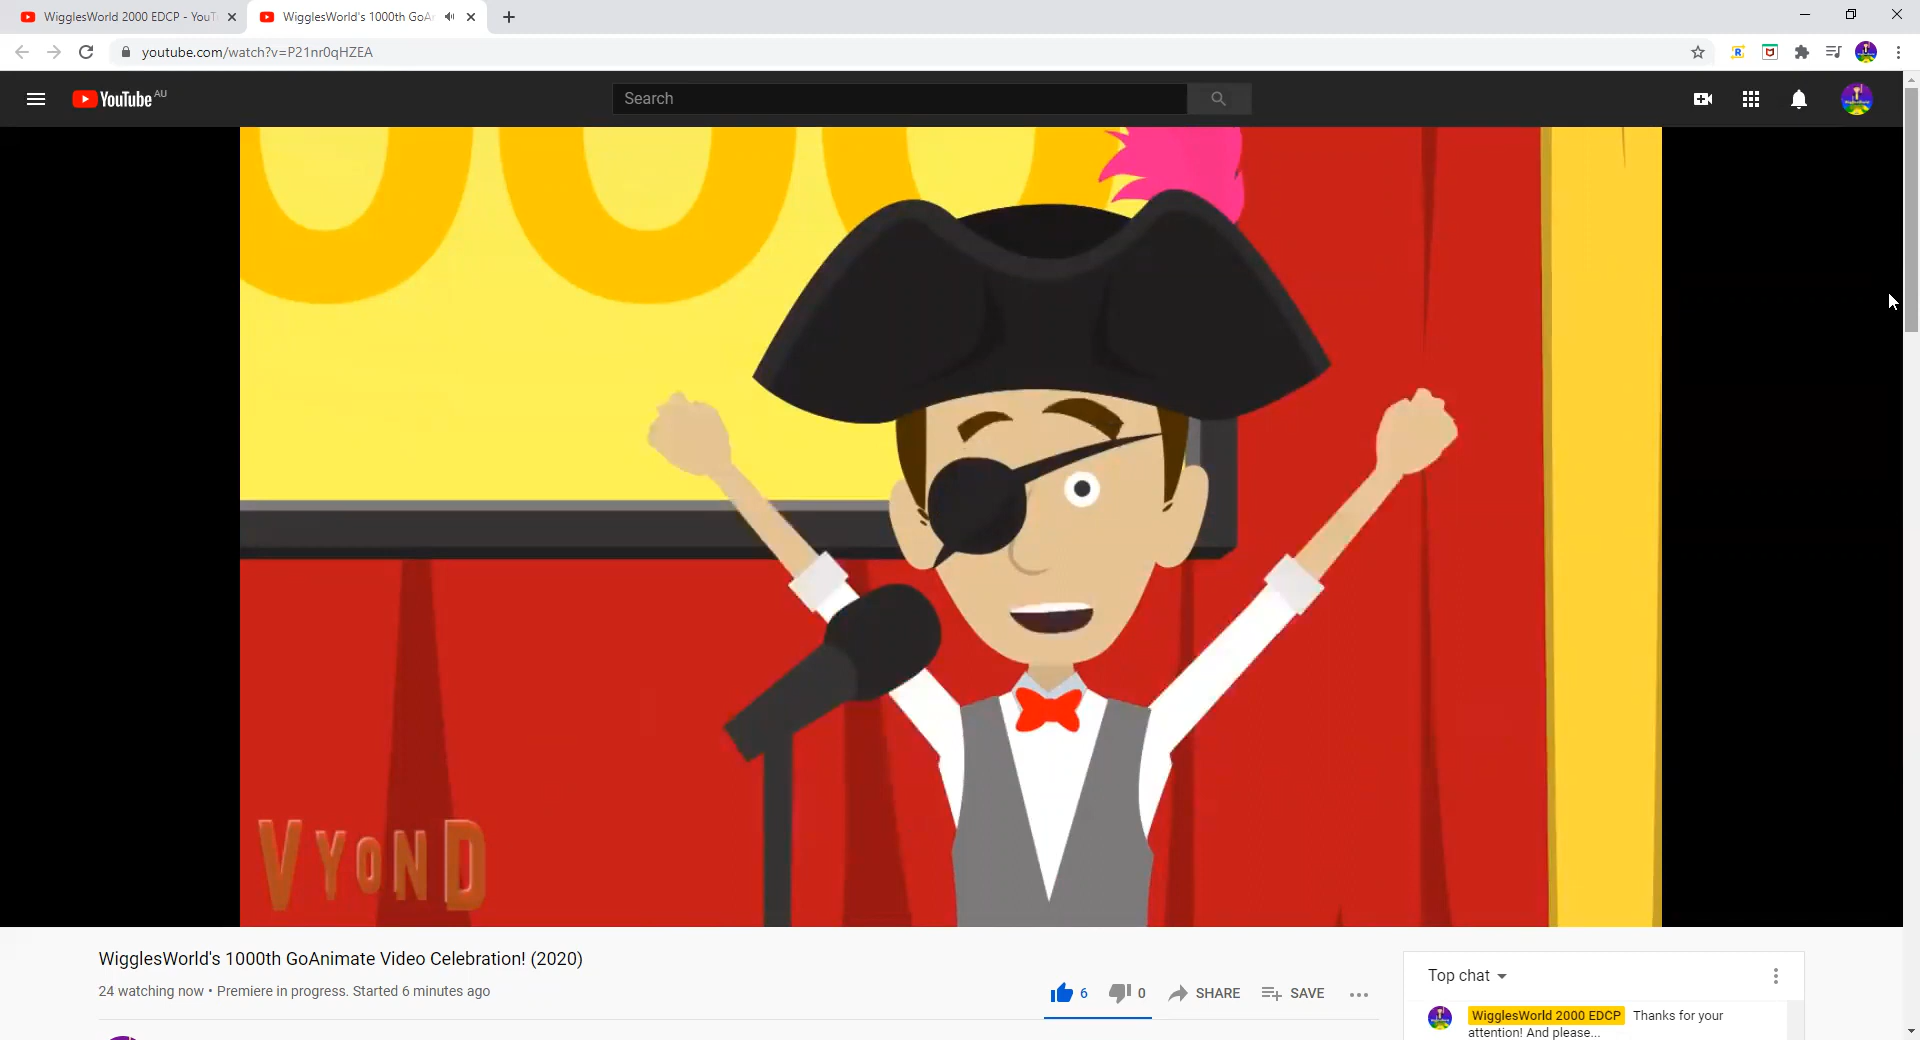 WigglesWorld 2000 EDCP - YouT
WigglesWorld's 1000th GoAn
youtube.com/watch?v=P21nr0qHZEA
YouTube AU
Search
000
VYOND
WigglesWorld's 1000th GoAnimate Video Celebration! (2020)
24 watching now • Premiere in progress. Started 6 minutes ago
6
0
SHARE
SAVE
Top chat
WigglesWorld 2000 EDCP Thanks for your
attention! And please...